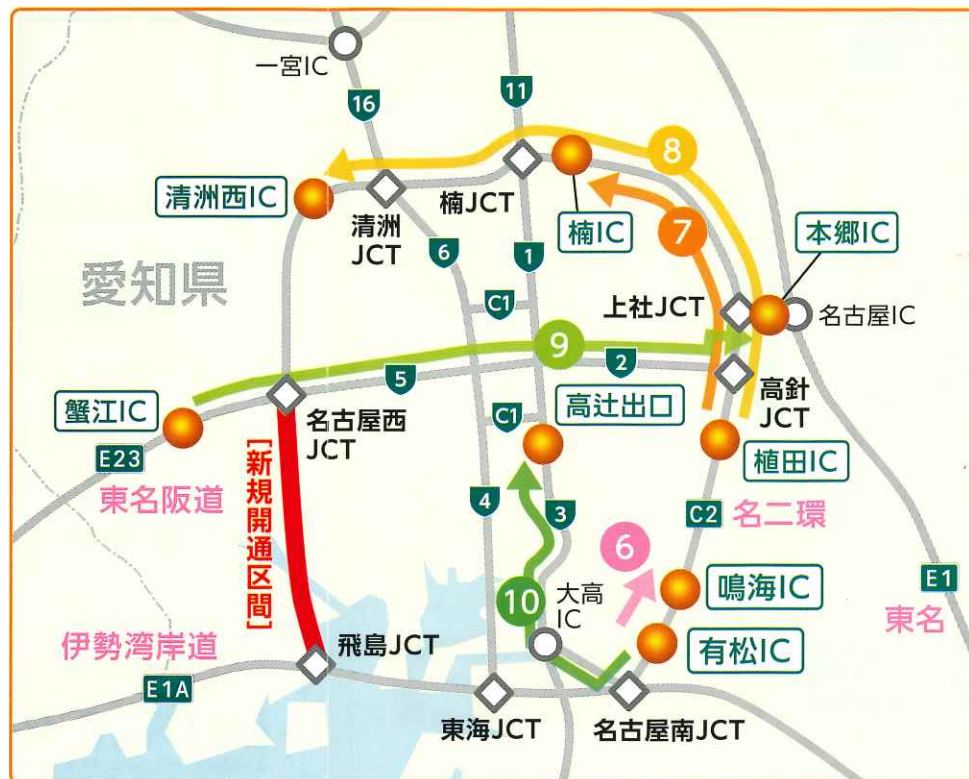 一宮IC
16
11
8
清洲西IC
清洲
JCT
楠JCT
楠IC
7
本郷IC
6
1
愛知県
C1
上社JCT
名古屋IC
9
5
2
高針
JCT
蟹江IC
名古屋西
JCT
C1
高辻出口
植田IC
E23
東名阪道
[新規開通区間]
4
3
C2
名二環
6
10
大高
IC
鳴海IC
E1
東名
伊勢湾岸道
飛島JCT
有松IC
E1A
東海JCT
名古屋南JCT